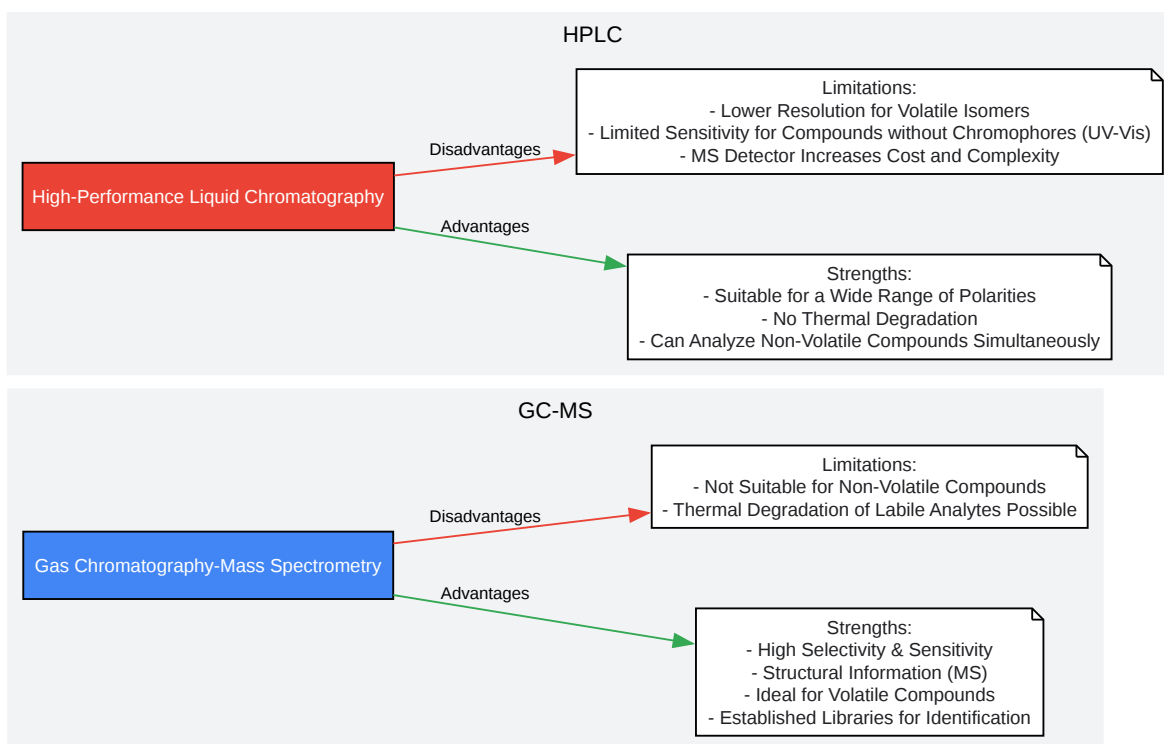 HPLC
High-Performance Liquid Chromatography
Disadvantages
Limitations:
- Lower Resolution for Volatile Isomers
- Limited Sensitivity for Compounds without Chromophores (UV-Vis)
- MS Detector Increases Cost and Complexity
Advantages
Strengths:
- Suitable for a Wide Range of Polarities
- No Thermal Degradation
- Can Analyze Non-Volatile Compounds Simultaneously
GC-MS
Gas Chromatography-Mass Spectrometry
Disadvantages
Limitations:
- Not Suitable for Non-Volatile Compounds
- Thermal Degradation of Labile Analytes Possible
Advantages
Strengths:
- High Selectivity & Sensitivity
- Structural Information (MS)
- Ideal for Volatile Compounds
- Established Libraries for Identification